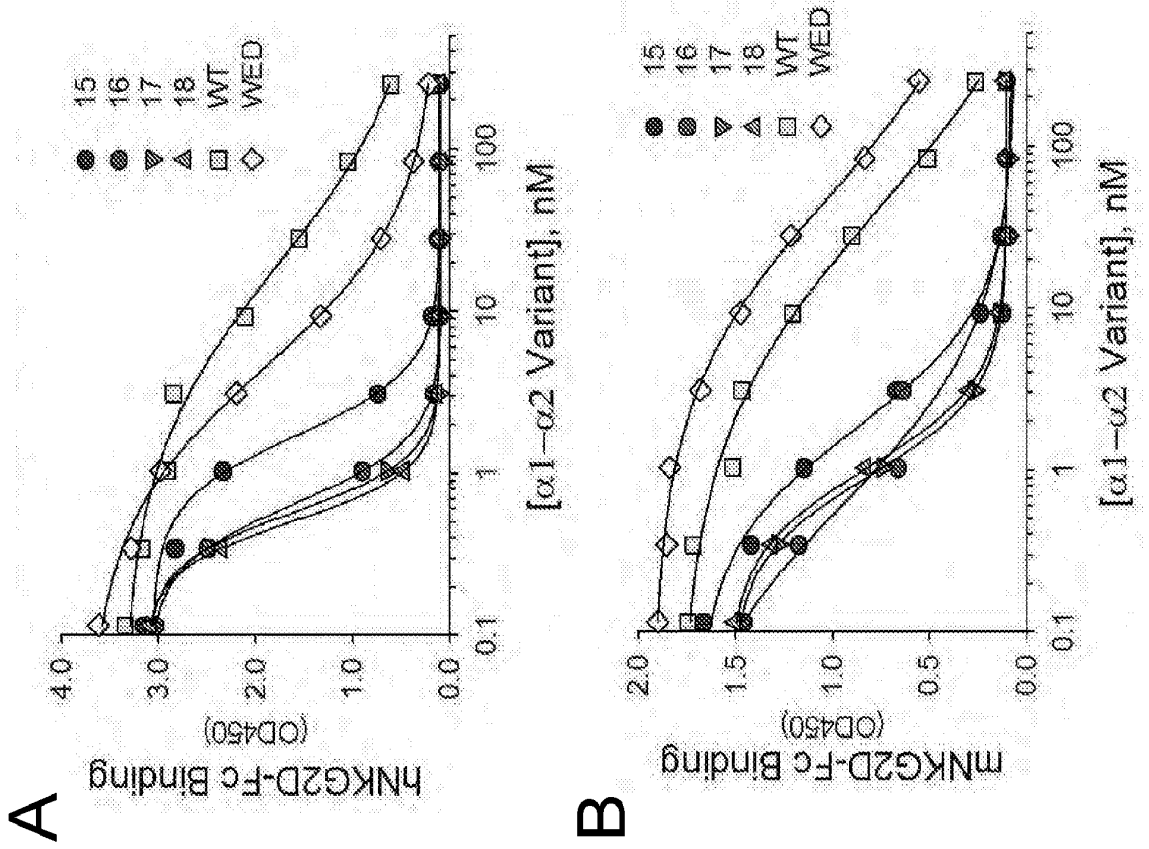 A
hNKG2D-Fc Binding
(OD450)
4.0
3.0
2.0
1.0
0.0
0.1
1
10
100
[α1–α2 Variant], nM
15
16
17
18
WT
WED
B
mNKG2D-Fc Binding
(OD450)
2.0
1.5
1.0
0.5
0.0
0.1
1
10
100
[α1–α2 Variant], nM
15
16
17
18
WT
WED